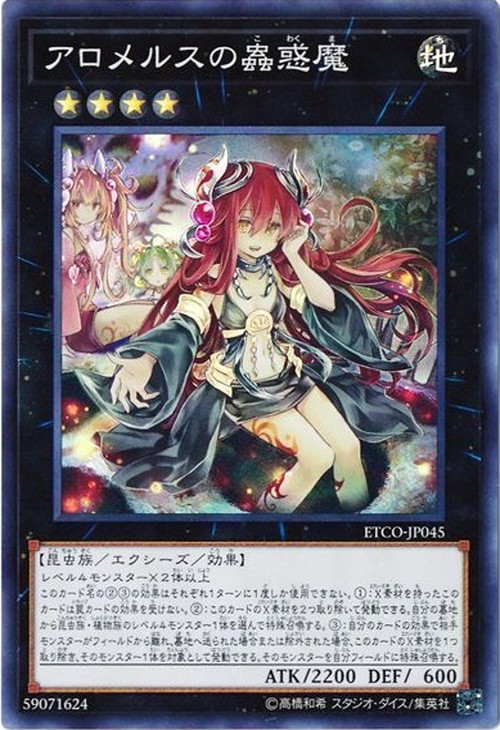 アロメルスの蟲惑魔
地
ETCO-JP045
【昆虫族/エクシーズ/効果】
レベル4モンスター×2体以上
このカード名の②③の効果はそれぞれ1ターンに1度しか使用できない。①:X素材を持ったこの
カードは罠カードの効果を受けない。②:このカードのX素材を2つ取り除いて発動できる。自分の墓地
から昆虫族・植物族のレベル4モンスター1体を選んで特殊召喚する。③:自分のカードの効果で相手
モンスターがフィールドから離れ、墓地へ送られた場合または除外された場合、このカードのX素材を1つ
取り除き、そのモンスター1体を対象として発動できる。そのモンスターを自分フィールドに特殊召喚する。
ATK/2200 DEF/ 600
59071624
©高橋和希 スタジオ・ダイス/集英社